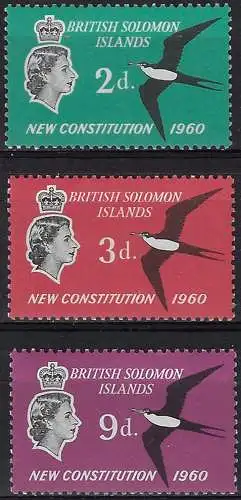 BRITISH SOLOMON
ISLANDS
2d.
NEW CONSTITUTION 1960
BRITISH SOLOMON
ISLANDS
3d.
NEW CONSTITUTION 1960
BRITISH SOLOMON
ISLANDS
9d.
NEW CONSTITUTION 1960